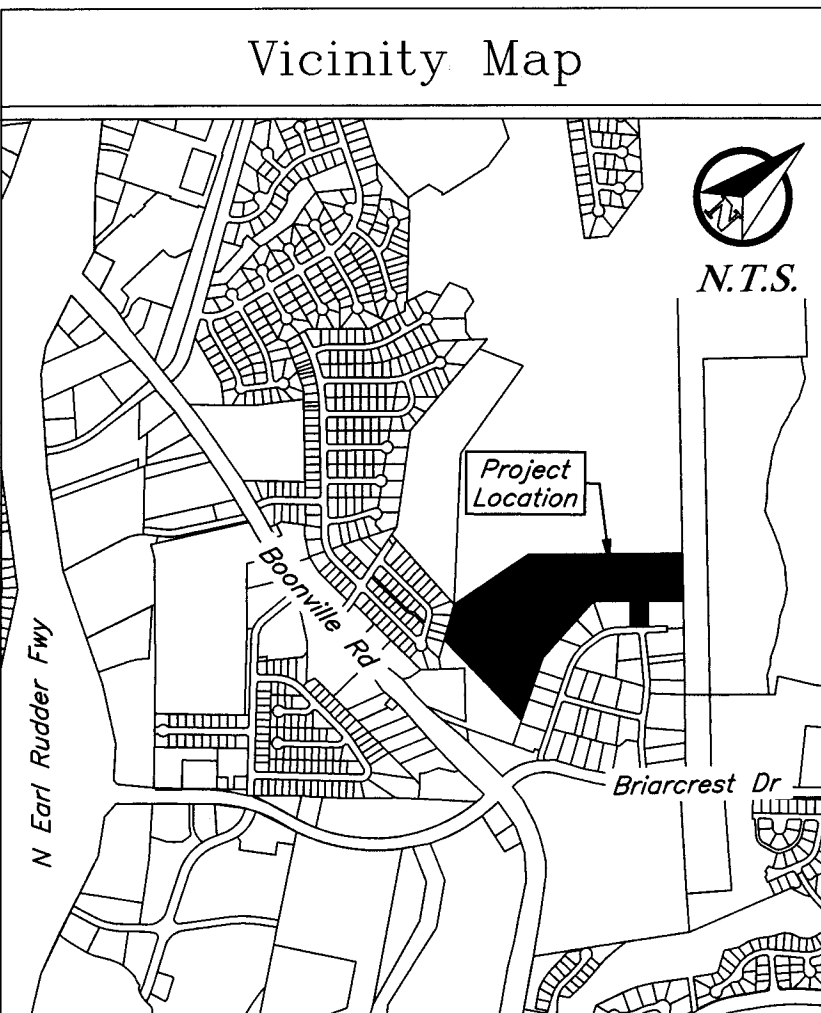 Vicinity Map
N
N.T.S.
Project
Location
Boonville Rd
N Earl Rudder Fwy
Briarcrest Dr